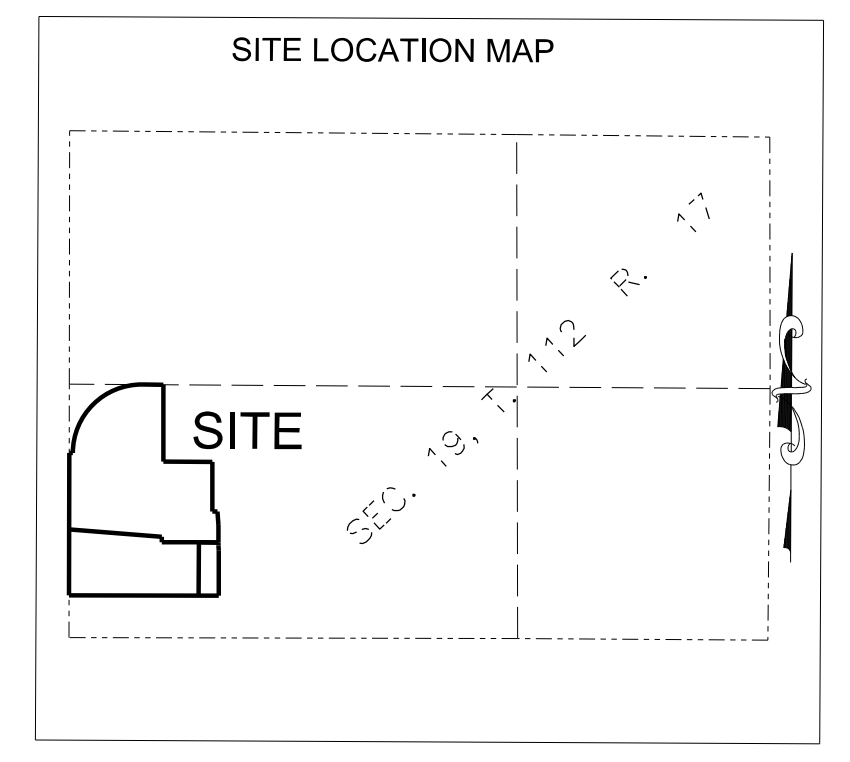 SITE LOCATION MAP
SITE
SEC. 19, T. 112 R. 17